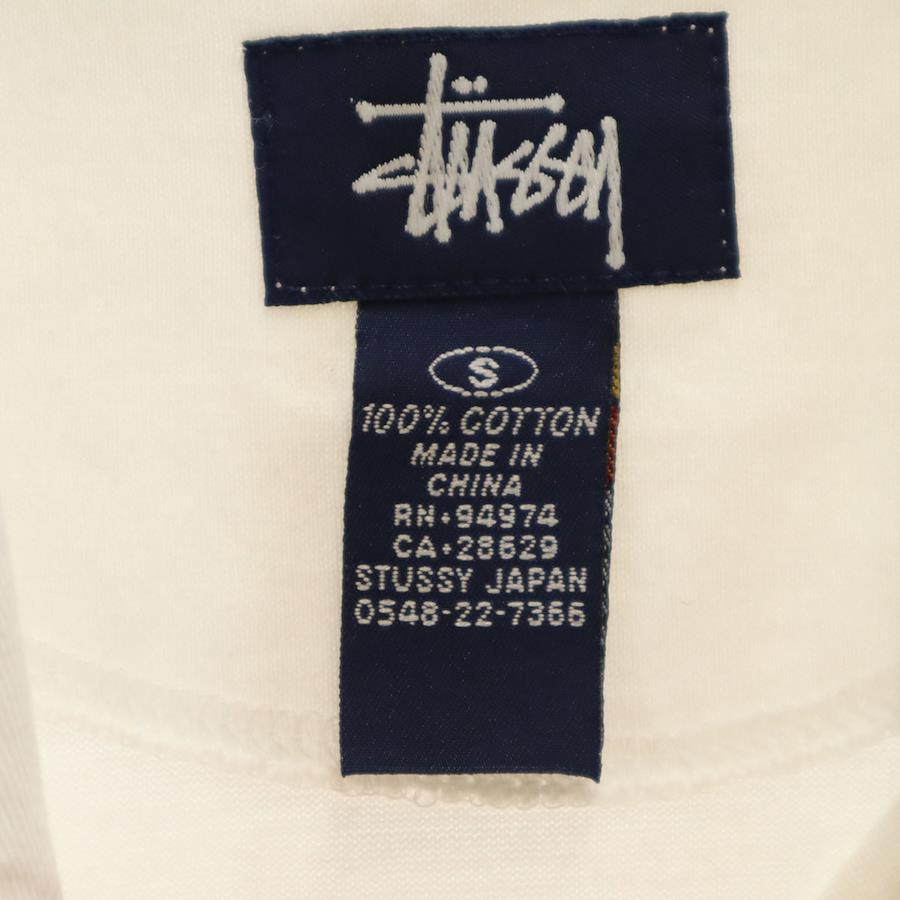 stüssy
S
100% COTTON
MADE IN
CHINA
RN•94974
CA•28629
STUSSY JAPAN
0548-22-7366